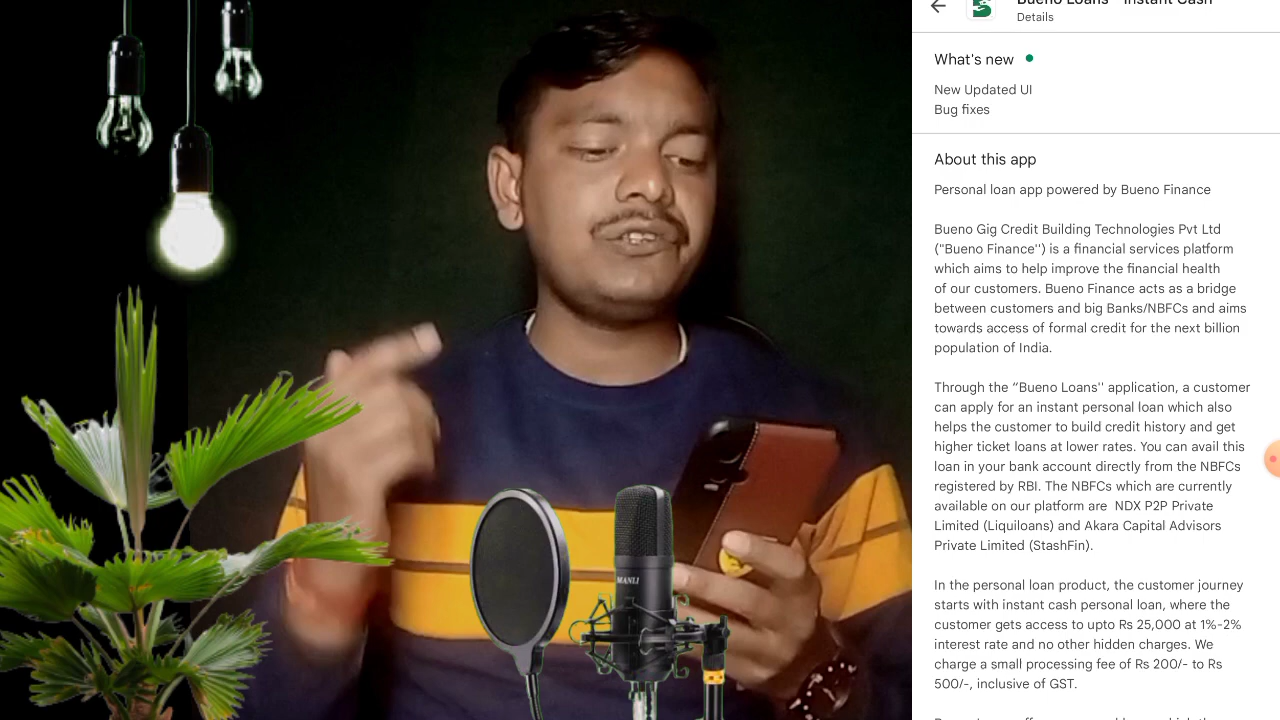 Bueno Loans - Instant Cash
Details
What's new
New Updated UI
Bug fixes
About this app
Personal loan app powered by Bueno Finance
Bueno Gig Credit Building Technologies Pvt Ltd
("Bueno Finance'') is a financial services platform
which aims to help improve the financial health
of our customers. Bueno Finance acts as a bridge
between customers and big Banks/NBFCs and aims
towards access of formal credit for the next billion
population of India.
Through the “Bueno Loans'' application, a customer
can apply for an instant personal loan which also
helps the customer to build credit history and get
higher ticket loans at lower rates. You can avail this
loan in your bank account directly from the NBFCs
registered by RBI. The NBFCs which are currently
available on our platform are NDX P2P Private
Limited (Liquiloans) and Akara Capital Advisors
Private Limited (StashFin).
In the personal loan product, the customer journey
starts with instant cash personal loan, where the
customer gets access to upto Rs 25,000 at 1%-2%
interest rate and no other hidden charges. We
charge a small processing fee of Rs 200/- to Rs
500/-, inclusive of GST.
MANLI